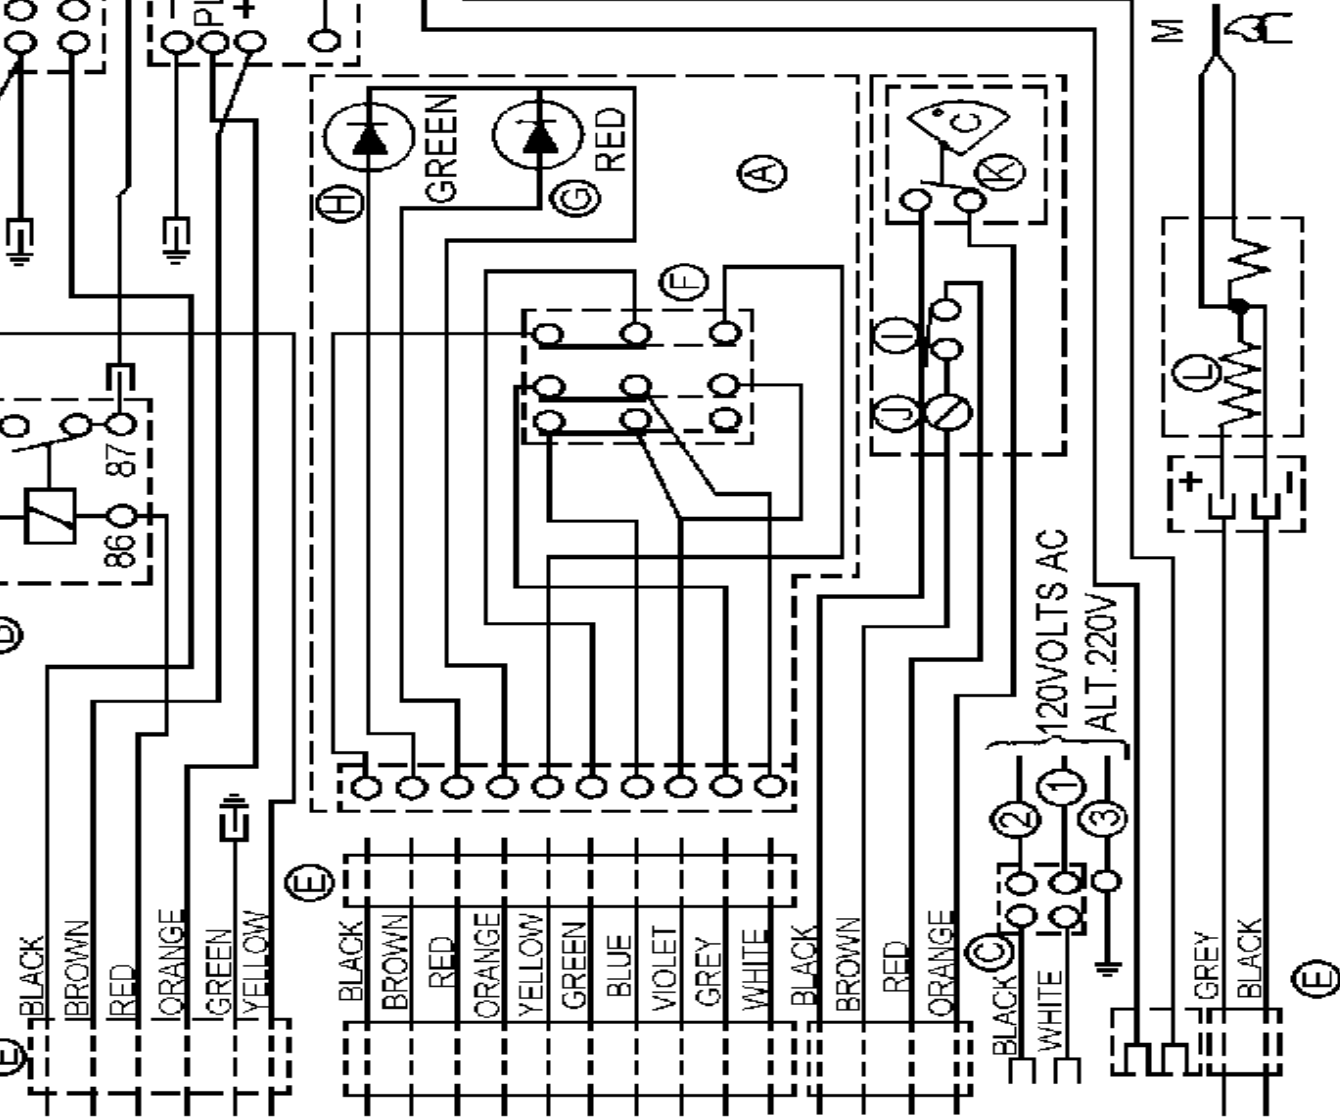 PL
+
M
GREEN
RED
H
G
A
C
K
F
I
J
L
+
-
87
86
D
120VOLTS AC
ALT.220V
2
1
3
E
C
BLACK
BROWN
RED
ORANGE
GREEN
YELLOW
BLACK
BROWN
RED
ORANGE
YELLOW
GREEN
BLUE
VIOLET
GREY
WHITE
BLACK
BROWN
RED
ORANGE
BLACK
WHITE
GREY
BLACK
E
E